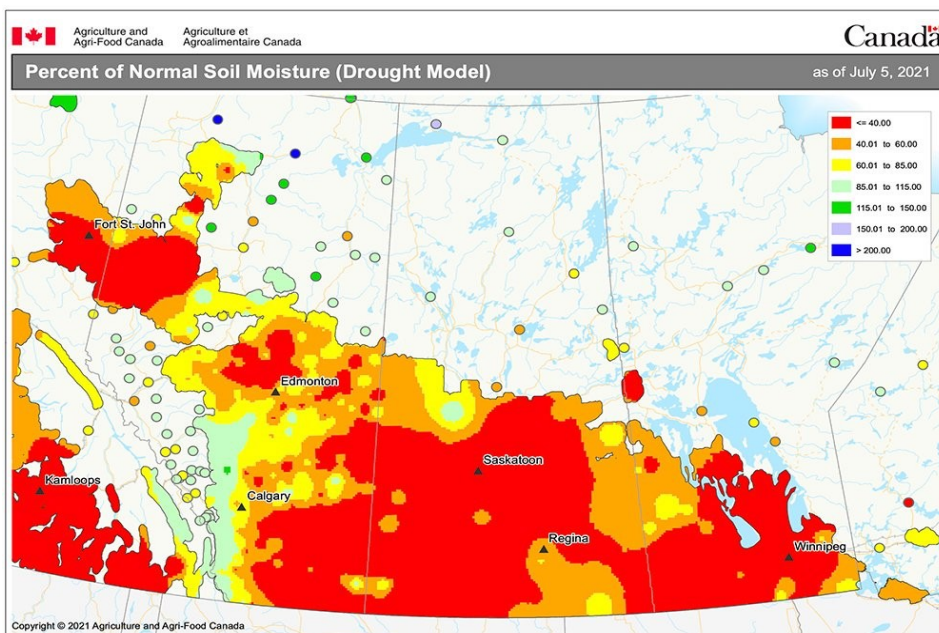 Agriculture and
Agri-Food Canada
Agriculture et
Agroalimentaire Canada
Canada
Percent of Normal Soil Moisture (Drought Model)
as of July 5, 2021
<= 40.00
40.01 to 60.00
60.01 to 85.00
85.01 to 115.00
115.01 to 150.00
150.01 to 200.00
> 200.00
Fort St. John
Edmonton
Saskatoon
Kamloops
Calgary
Regina
Winnipeg
Copyright © 2021 Agriculture and Agri-Food Canada